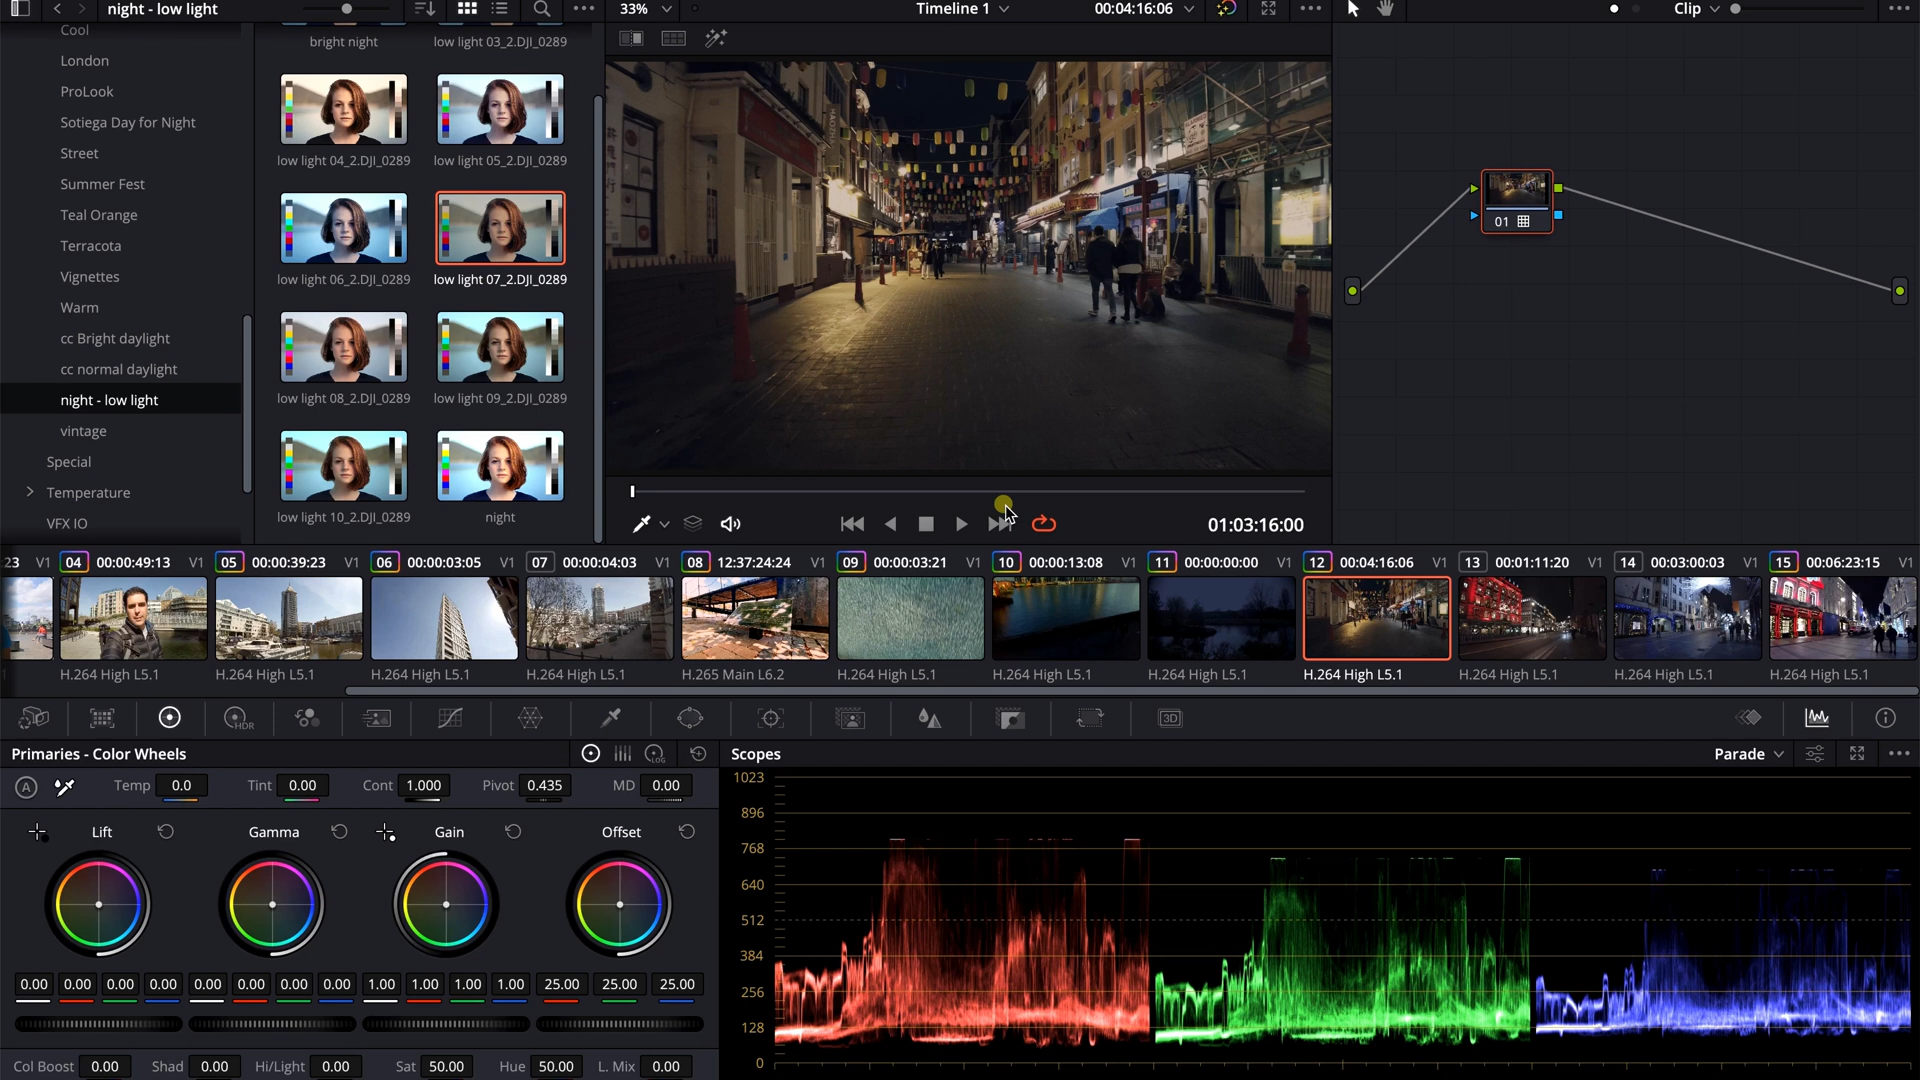 night - low light
33%
Timeline 1
00:04:16:06
Clip
Cool
London
ProLook
Sotiega Day for Night
Street
Summer Fest
Teal Orange
Terracota
Vignettes
Warm
cc Bright daylight
cc normal daylight
night - low light
vintage
Special
Temperature
VFX IO
bright night
low light 03_2.DJI_0289
low light 04_2.DJI_0289
low light 05_2.DJI_0289
low light 06_2.DJI_0289
low light 07_2.DJI_0289
low light 08_2.DJI_0289
low light 09_2.DJI_0289
low light 10_2.DJI_0289
night
01:03:16:00
01
23 V1 04 00:00:49:13 V1 05 00:00:39:23 V1 06 00:00:03:05 V1 07 00:00:04:03 V1 08 12:37:24:24 V1 09 00:00:03:21 V1 10 00:00:13:08 V1 11 00:00:00:00 V1 12 00:04:16:06 V1 13 00:01:11:20 V1 14 00:03:00:03 V1 15 00:06:23:15 V1
H.264 High L5.1 H.264 High L5.1 H.264 High L5.1 H.264 High L5.1 H.265 Main L6.2 H.264 High L5.1 H.264 High L5.1 H.264 High L5.1 H.264 High L5.1 H.264 High L5.1 H.264 High L5.1 H.264 High L5.1
HDR
3D
Primaries - Color Wheels
LOG
A Temp 0.0 Tint 0.00 Cont 1.000 Pivot 0.435 MD 0.00
Lift Gamma Gain Offset
0.00 0.00 0.00 0.00 0.00 0.00 0.00 0.00 1.00 1.00 1.00 1.00 25.00 25.00 25.00
Col Boost 0.00 Shad 0.00 Hi/Light 0.00 Sat 50.00 Hue 50.00 L. Mix 0.00
Scopes
Parade
1023
896
768
640
512
384
256
128
0